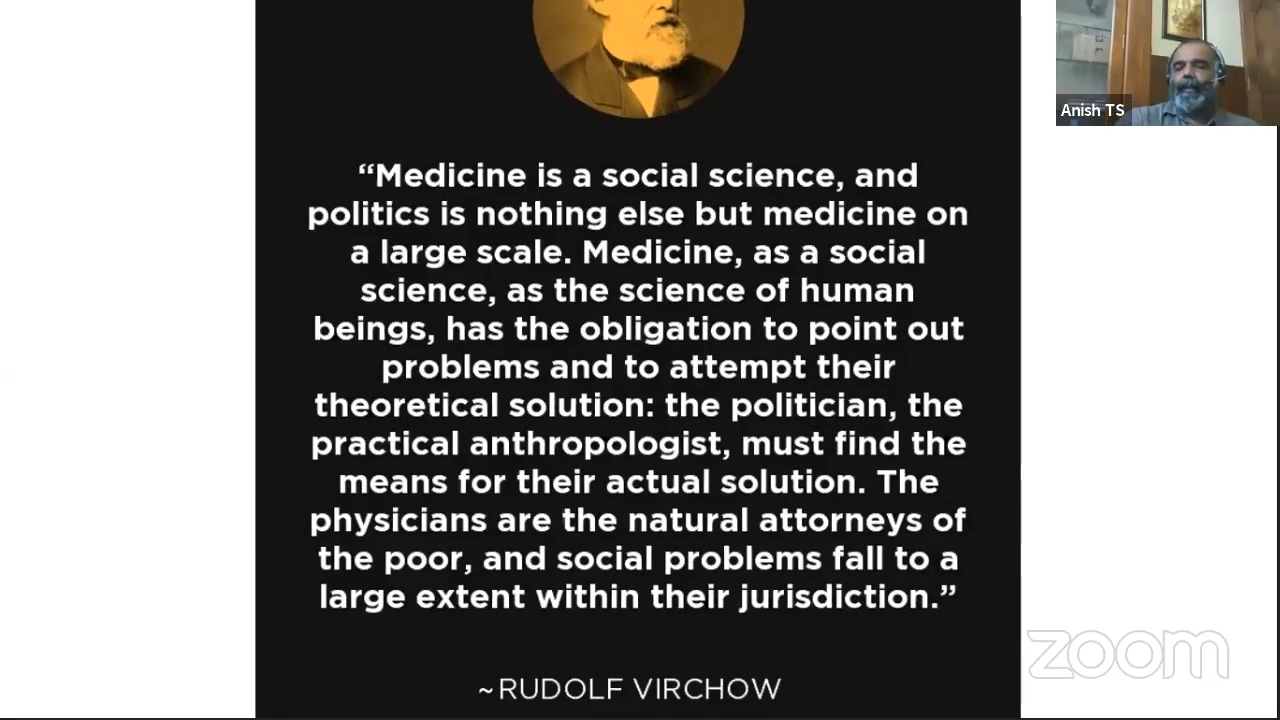 “Medicine is a social science, and
politics is nothing else but medicine on
a large scale. Medicine, as a social
science, as the science of human
beings, has the obligation to point out
problems and to attempt their
theoretical solution: the politician, the
practical anthropologist, must find the
means for their actual solution. The
physicians are the natural attorneys of
the poor, and social problems fall to a
large extent within their jurisdiction.”
~RUDOLF VIRCHOW
Anish TS
zoom